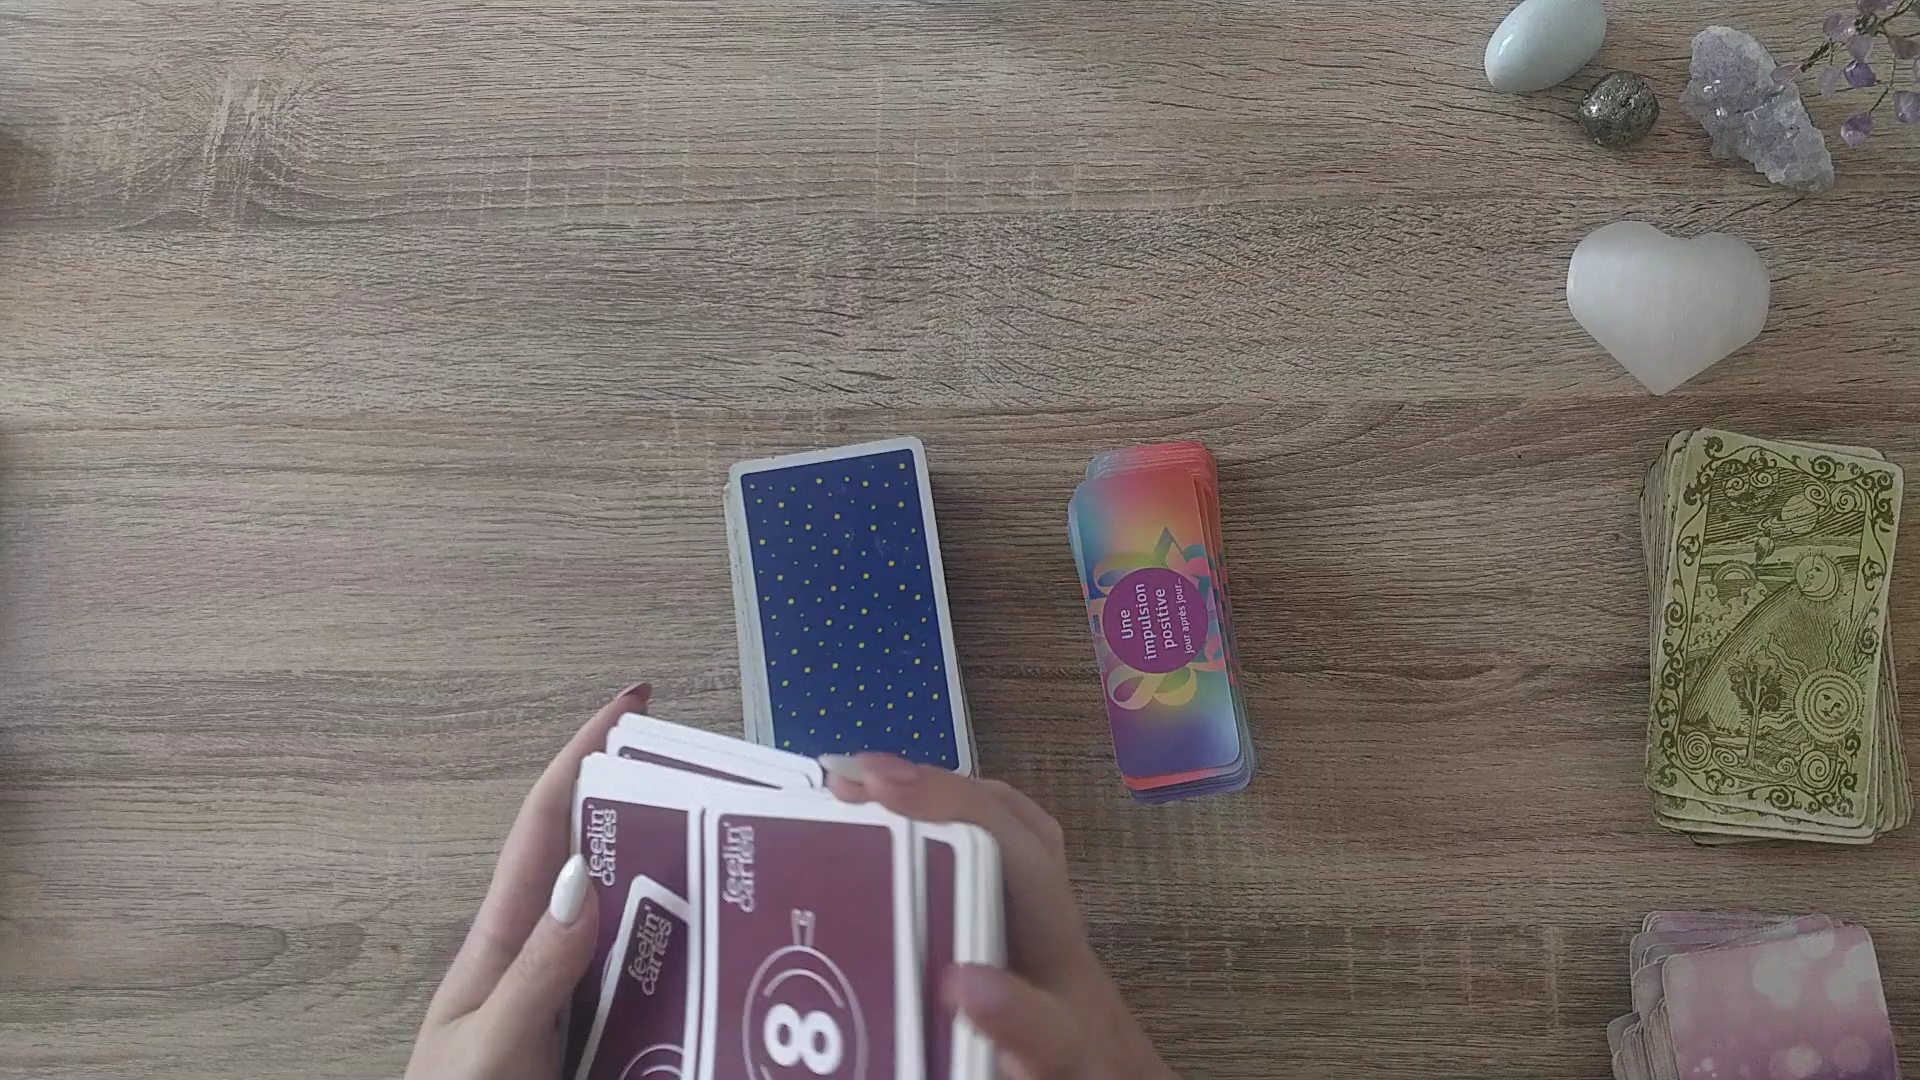 Une
impulsion
positive
jour après jour...
feelin'
cartes
feelin'
cartes
feelin'
cartes
8